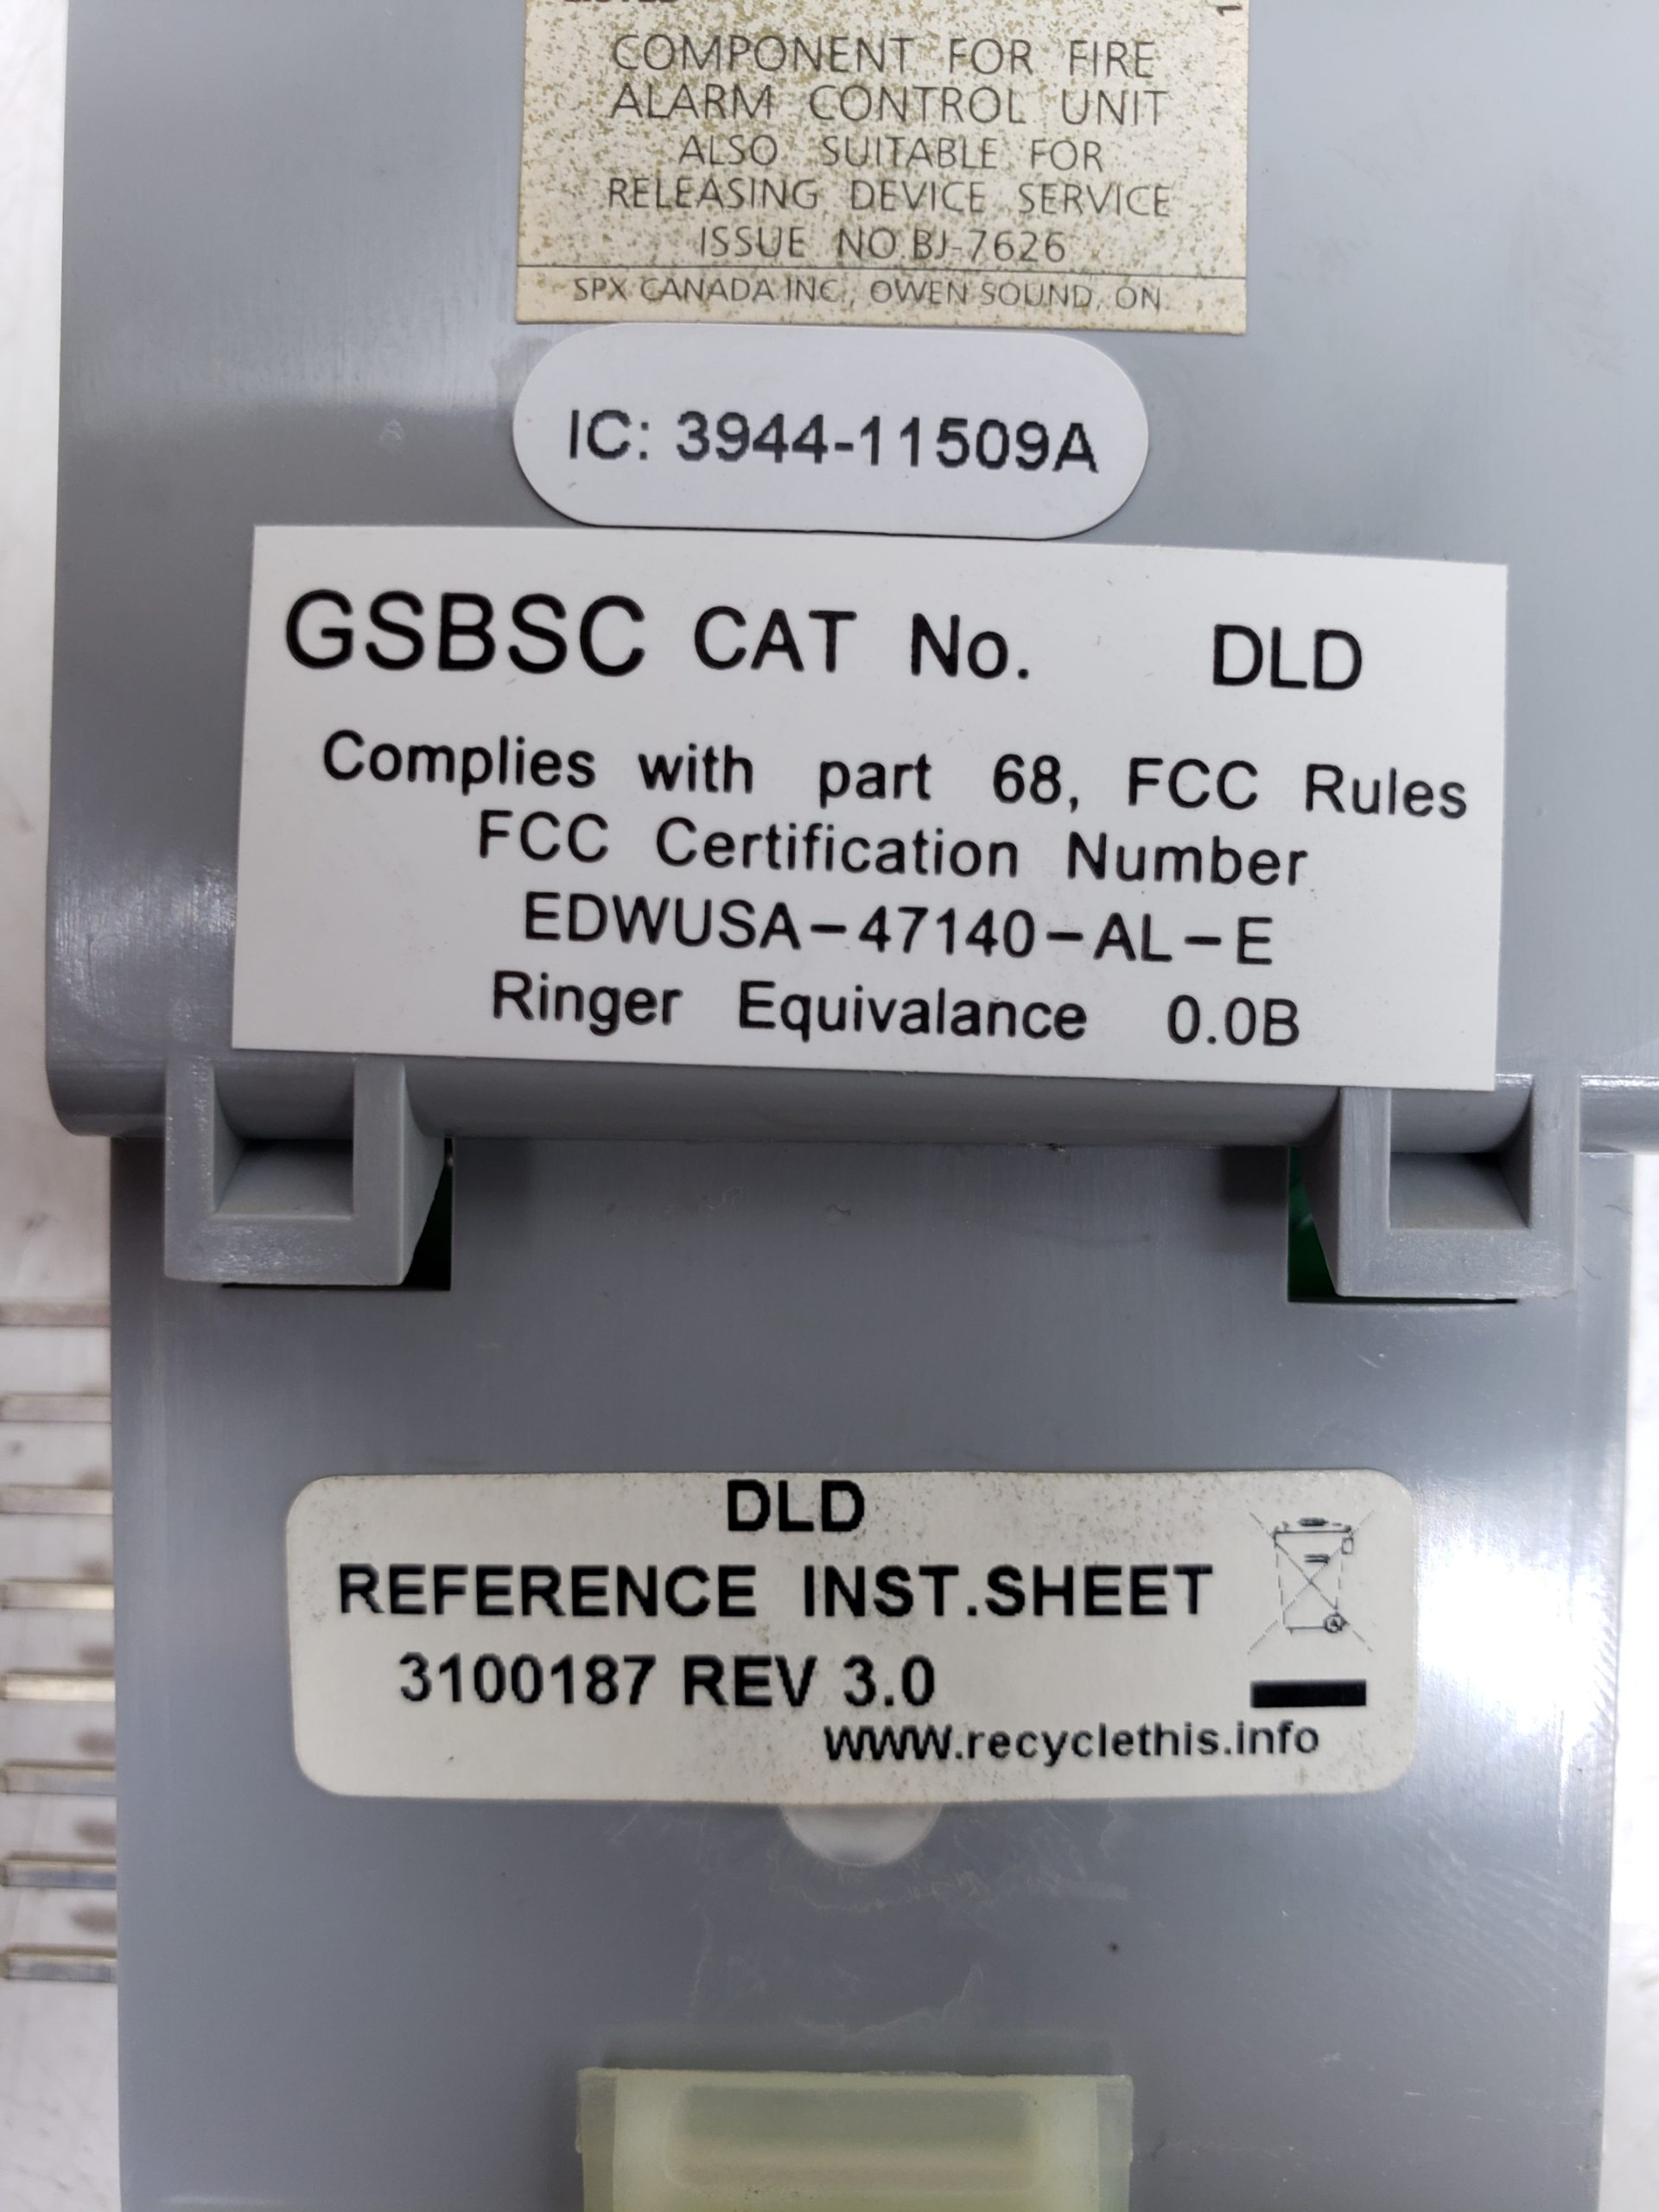 COMPONENT FOR FIRE
ALARM CONTROL UNIT
ALSO SUITABLE FOR
RELEASING DEVICE SERVICE
ISSUE NO.BJ-7626
SPX CANADA INC., OWEN SOUND, ON.
IC: 3944-11509A
GSBSC CAT No. DLD
Complies with part 68, FCC Rules
FCC Certification Number
EDWUSA-47140-AL-E
Ringer Equivalance 0.0B
DLD
REFERENCE INST.SHEET
3100187 REV 3.0
www.recyclethis.info